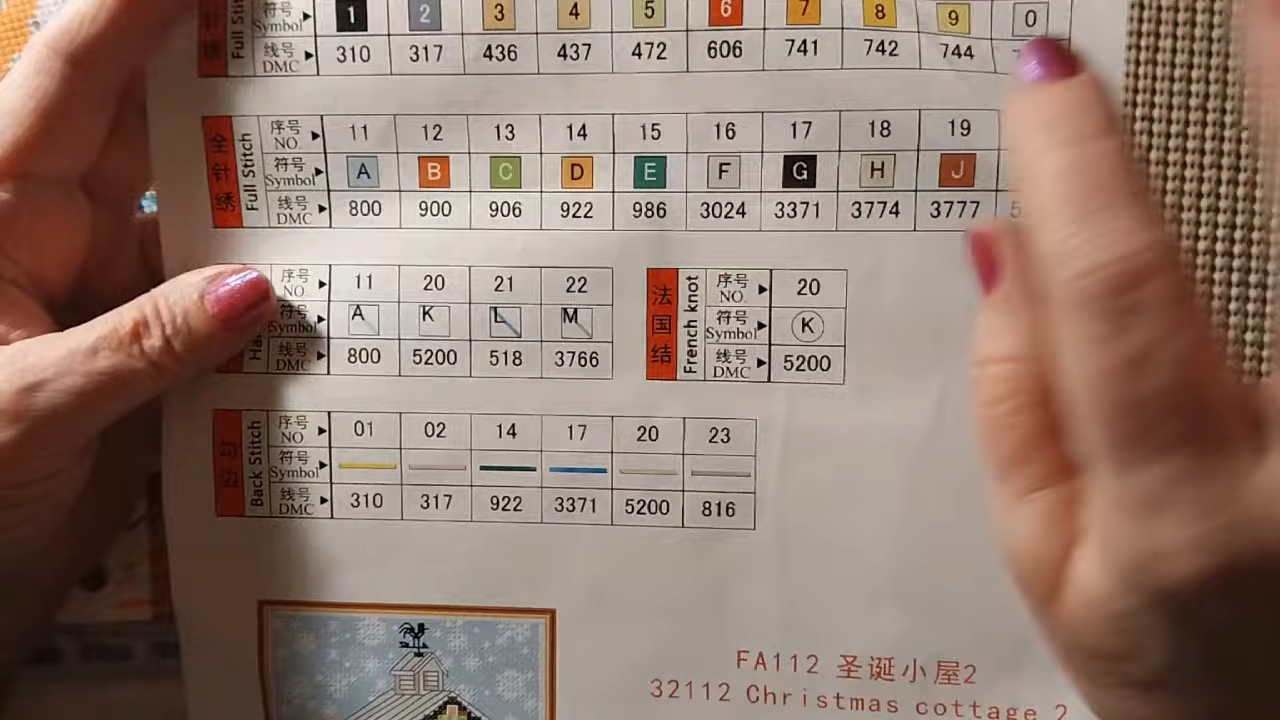 Full Sti
符号 Symbol 1 2 3 4 5 6 7 8 9 0
线号 DMC 310 317 436 437 472 606 741 742 744
全针绣 Full Stitch
序号 NO. 11 12 13 14 15 16 17 18 19
符号 Symbol A B C D E F G H J
线号 DMC 800 900 906 922 986 3024 3371 3774 3777 5
Ha
序号 NO 11 20 21 22
符号 Symbol A K L M
线号 DMC 800 5200 518 3766
法国结 French knot
序号 NO. 20
符号 Symbol K
线号 DMC 5200
勾边 Back Stitch
序号 NO 01 02 14 17 20 23
符号 Symbol
线号 DMC 310 317 922 3371 5200 816
FA112 圣诞小屋2
32112 Christmas cottage 2